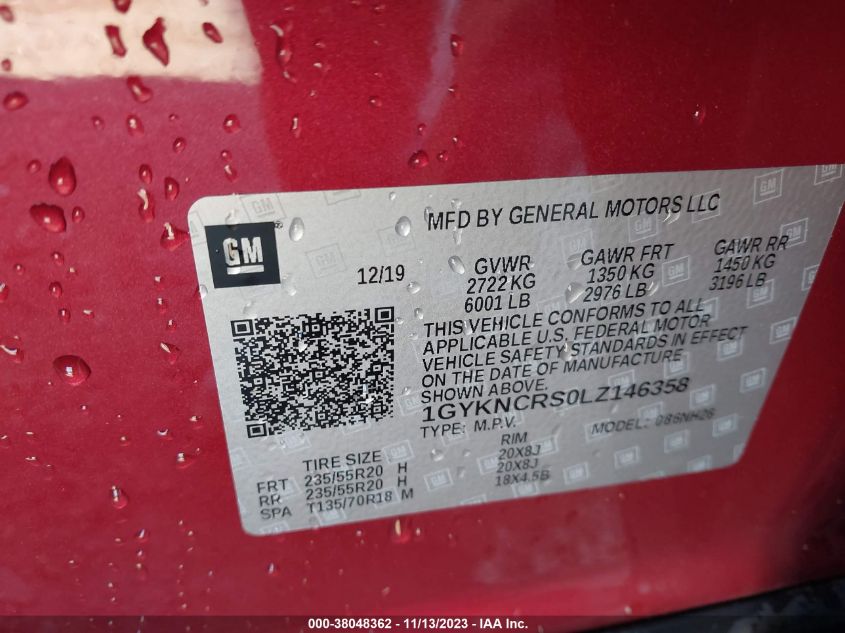 GM
MFD BY GENERAL MOTORS LLC
12/19
GVWR
2722 KG
6001 LB
GAWR FRT
1350 KG
2976 LB
GAWR RR
1450 KG
3196 LB
THIS VEHICLE CONFORMS TO ALL
APPLICABLE U.S. FEDERAL MOTOR
VEHICLE SAFETY STANDARDS IN EFFECT
ON THE DATE OF MANUFACTURE
SHOWN ABOVE.
1GYKNCRS0LZ146358
TYPE: M.P.V. MODEL: 986NH26
TIRE SIZE RIM
FRT 235/55R20 H 20X8J
RR 235/55R20 H 20X8J
SPA T135/70R18 M 18X4.5B
000-38048362 - 11/13/2023 - IAA Inc.